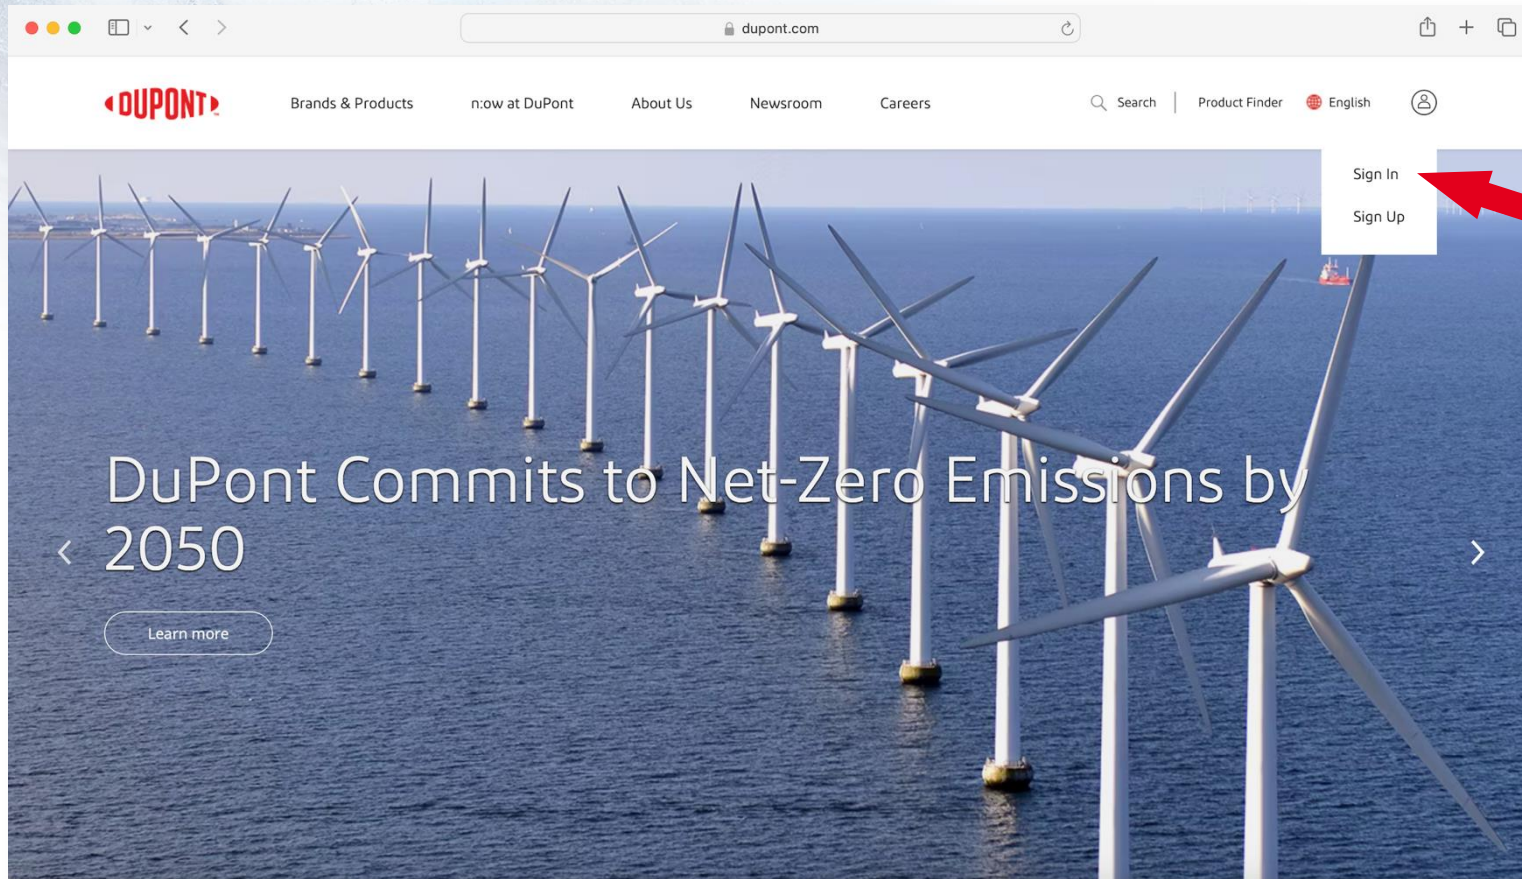 dupont.com
DUPONT
Brands & Products
n:ow at DuPont
About Us
Newsroom
Careers
Search
Product Finder
English
Sign In
Sign Up
DuPont Commits to Net-Zero Emissions by
2050
Learn more